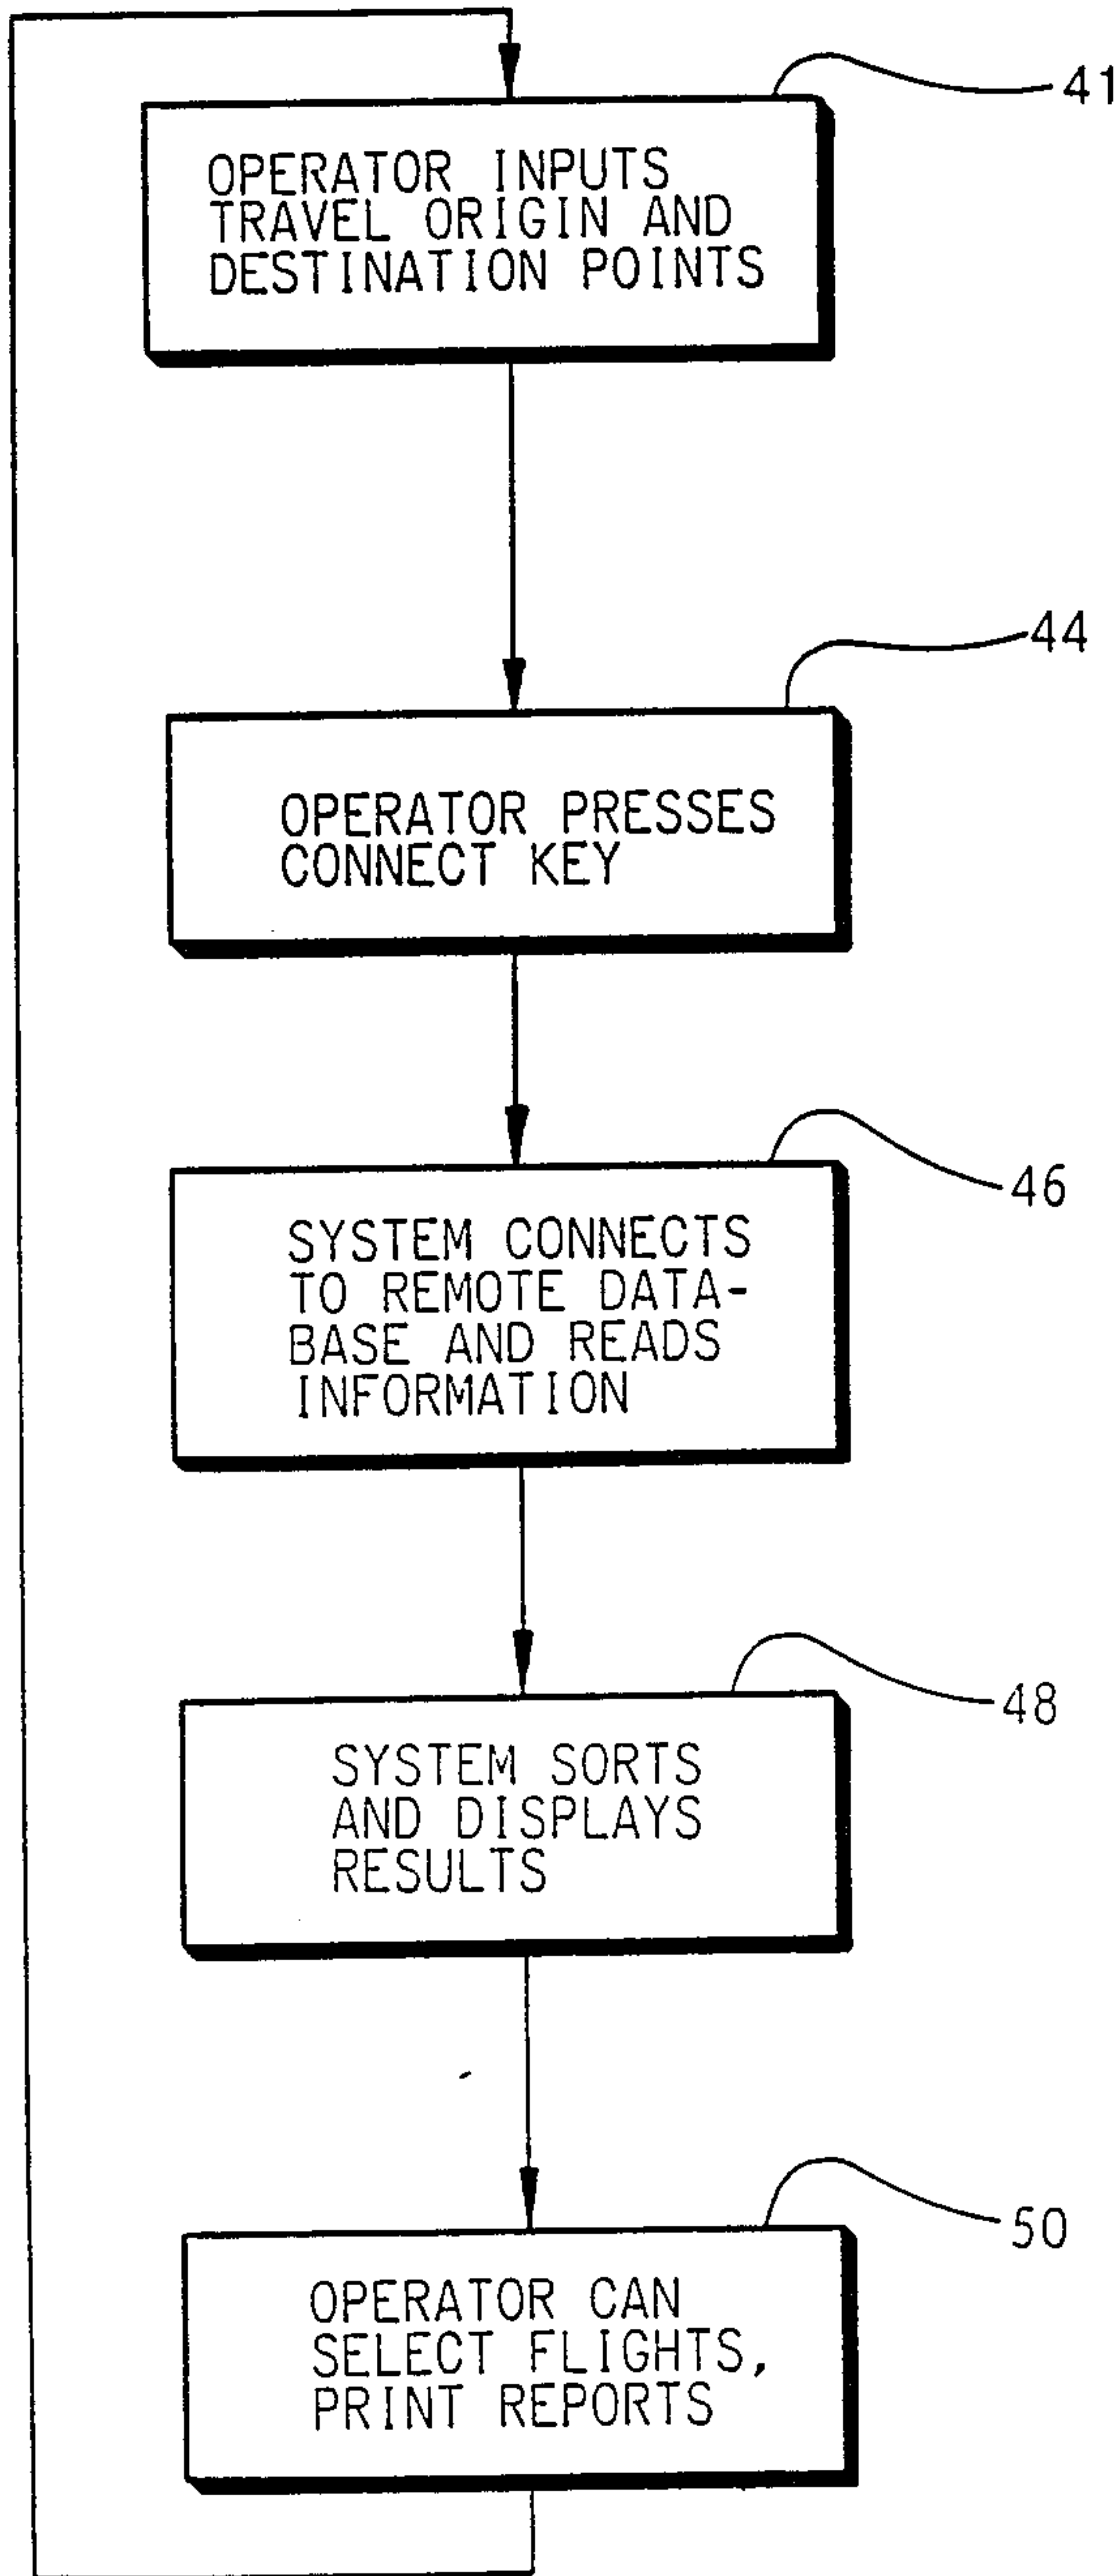 41
OPERATOR INPUTS
TRAVEL ORIGIN AND
DESTINATION POINTS
44
OPERATOR PRESSES
CONNECT KEY
46
SYSTEM CONNECTS
TO REMOTE DATA-
BASE AND READS
INFORMATION
48
SYSTEM SORTS
AND DISPLAYS
RESULTS
50
OPERATOR CAN
SELECT FLIGHTS,
PRINT REPORTS